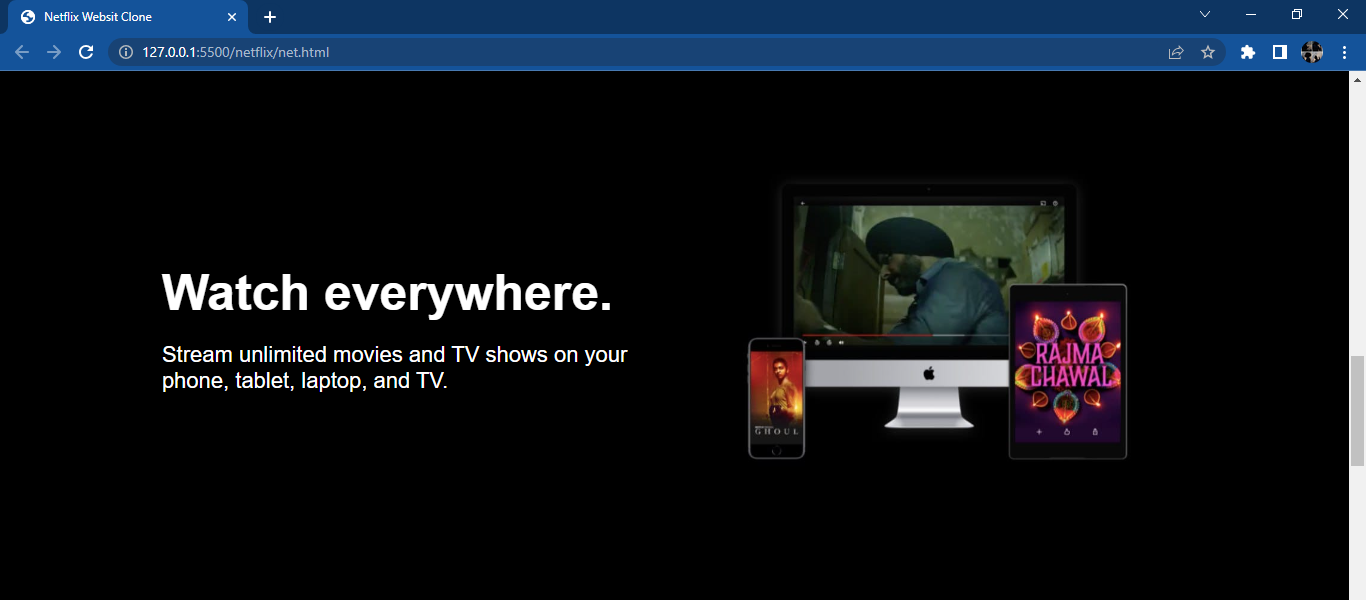 Netflix Websit Clone
127.0.0.1:5500/netflix/net.html
Watch everywhere.
Stream unlimited movies and TV shows on your
phone, tablet, laptop, and TV.
RAJMA
CHAWAL
GHOUL